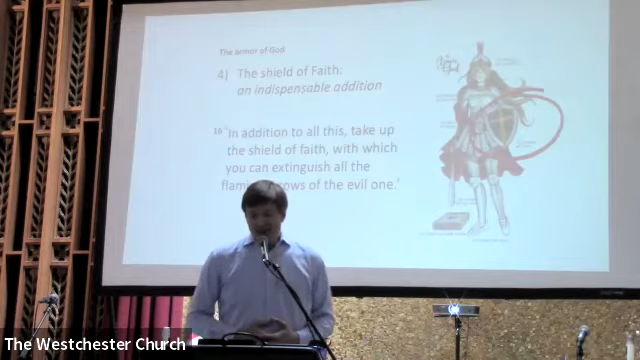 The armor of God
4) The shield of Faith:
an indispensable addition
16 'In addition to all this, take up
the shield of faith, with which
you can extinguish all the
of the evil one.'
The Westchester Church